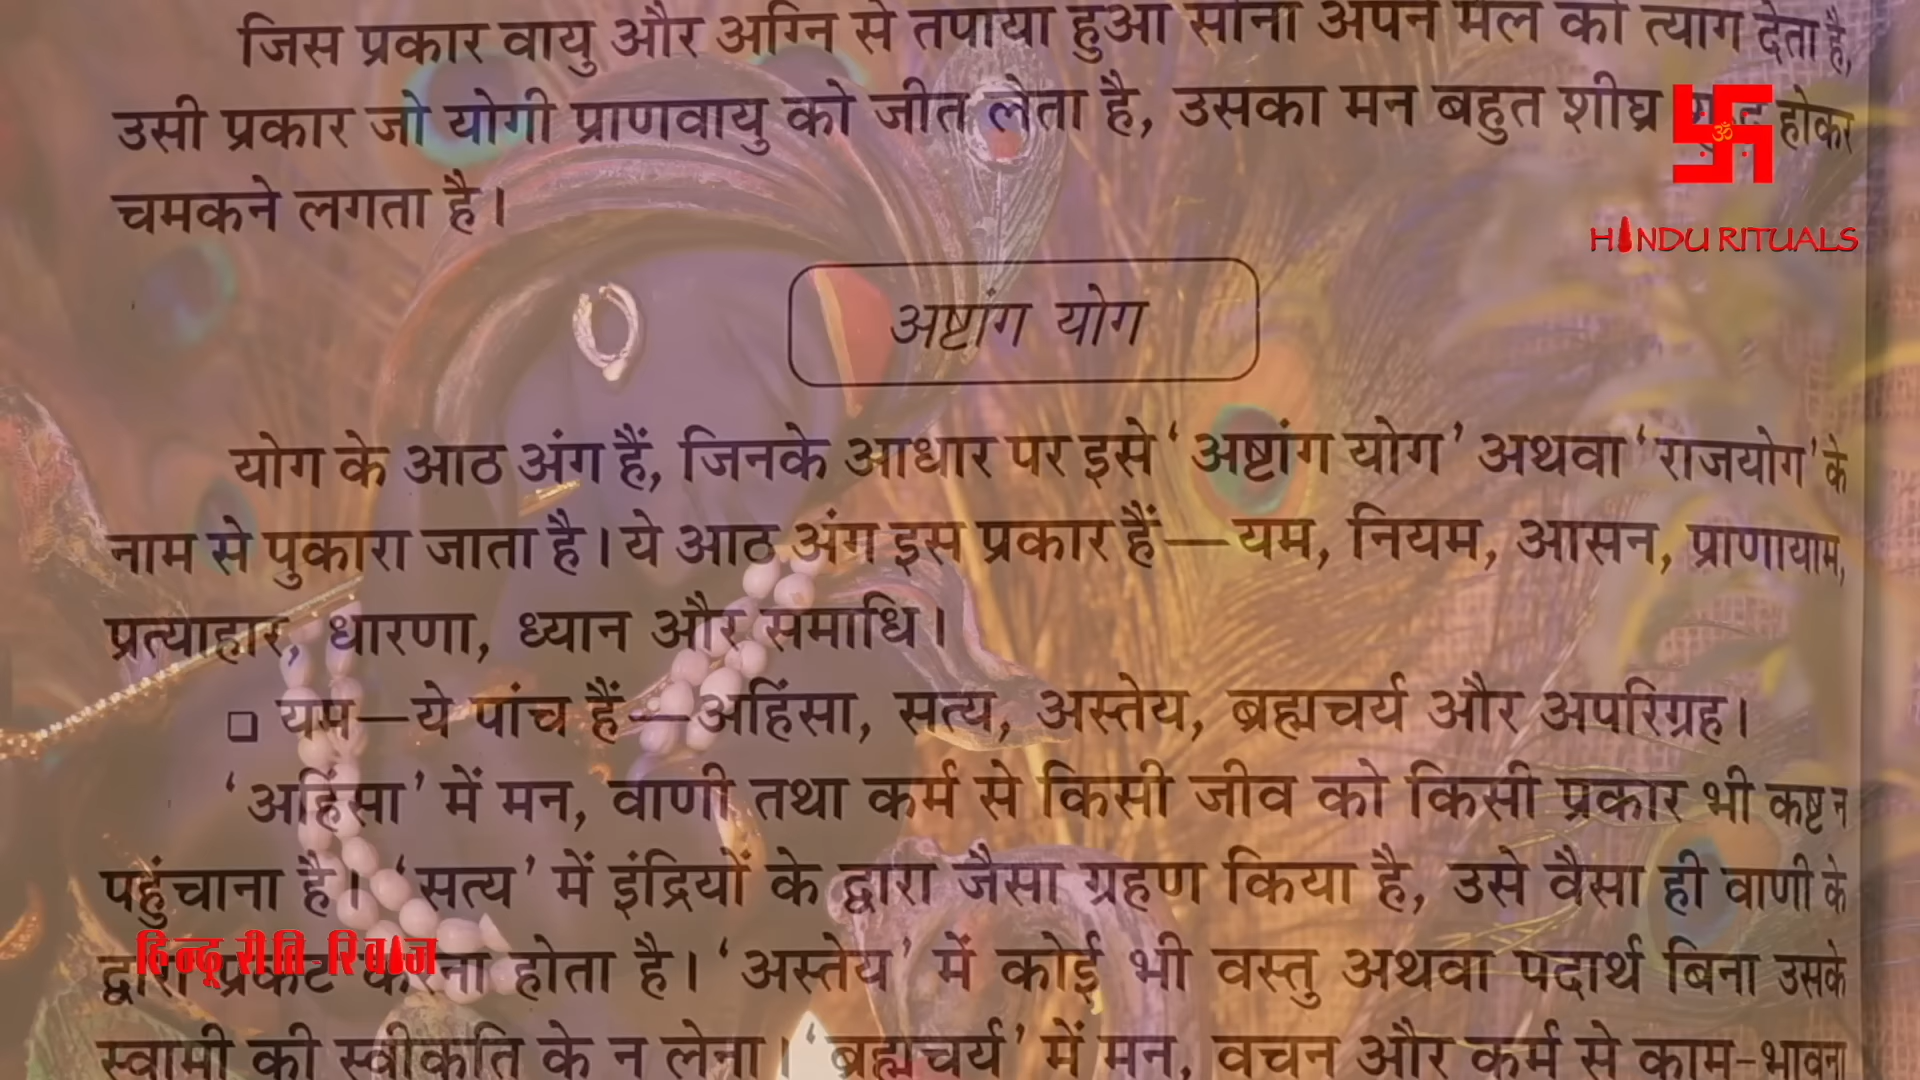 जिस प्रकार वायु और अग्नि से तपाया हुआ सोना अपने मल को त्याग देता है,
उसी प्रकार जो योगी प्राणवायु को जीत लेता है, उसका मन बहुत शीघ्र होकर
चमकने लगता है।
ॐ
HINDU RITUALS
अष्टांग योग
योग के आठ अंग हैं, जिनके आधार पर इसे ‘अष्टांग योग’ अथवा ‘राजयोग’ के
नाम से पुकारा जाता है। ये आठ अंग इस प्रकार हैं—यम, नियम, आसन, प्राणायाम,
प्रत्याहार, धारणा, ध्यान और समाधि।
❑ यम—ये पांच हैं—अहिंसा, सत्य, अस्तेय, ब्रह्मचर्य और अपरिग्रह।
‘अहिंसा’ में मन, वाणी तथा कर्म से किसी जीव को किसी प्रकार भी कष्ट न
पहुंचाना है। ‘सत्य’ में इंद्रियों के द्वारा जैसा ग्रहण किया है, उसे वैसा ही वाणी के
हिन्दू रीति-रिवाज
द्वारा प्रकट करना होता है। ‘अस्तेय’ में कोई भी वस्तु अथवा पदार्थ बिना उसके
स्वामी की स्वीकृति के न लेना। ‘ब्रह्मचर्य’ में मन, वचन और कर्म से काम-भावना